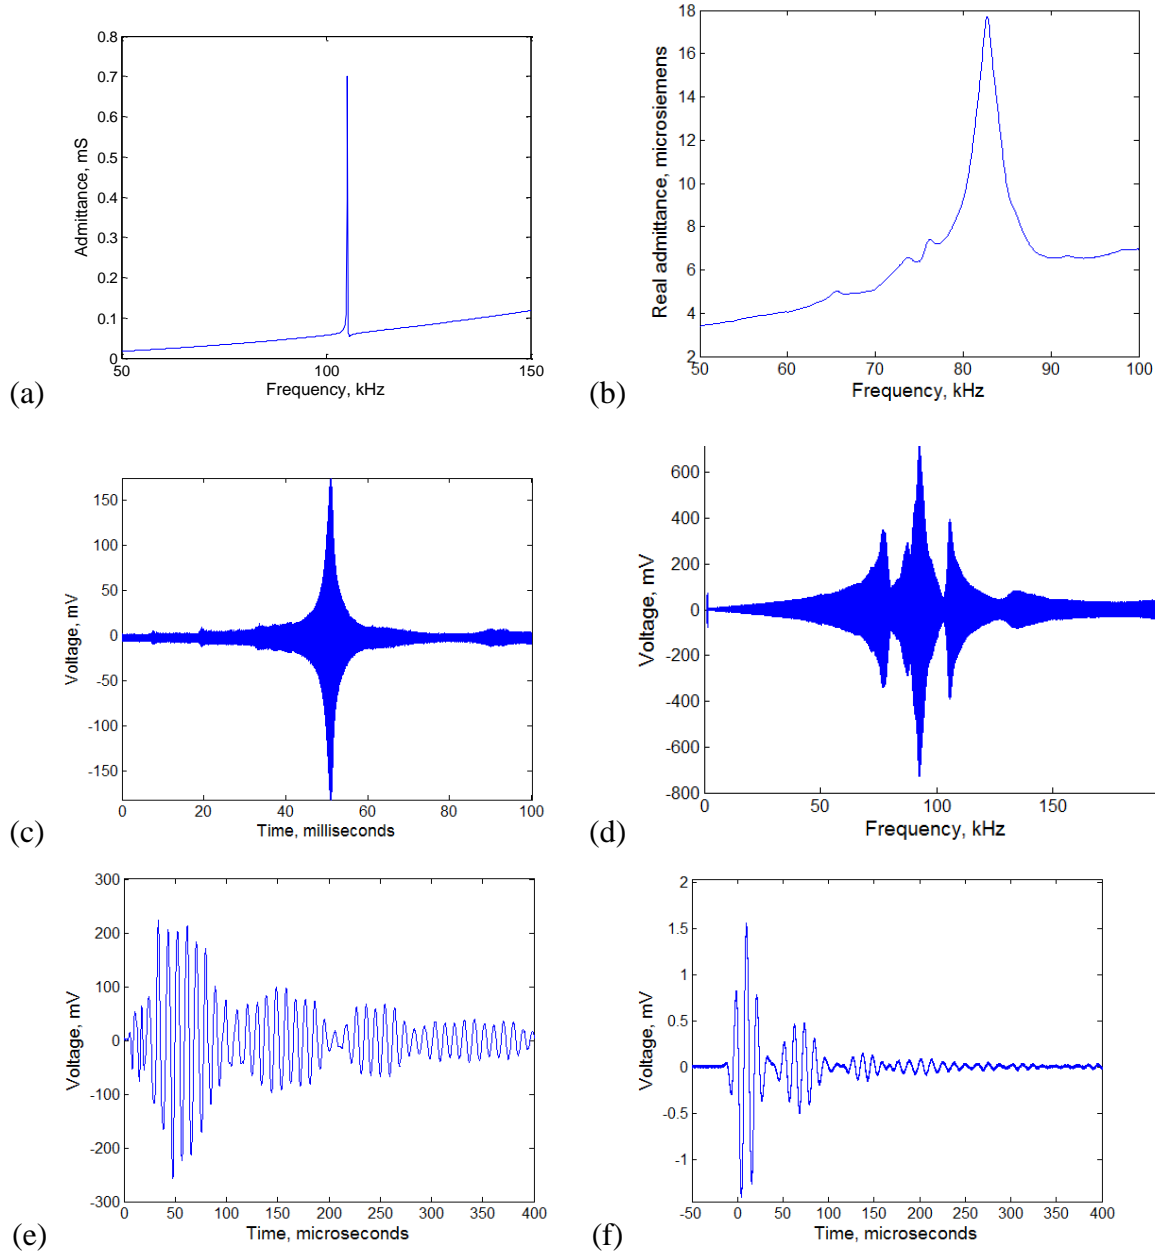 0.8
0.7
0.6
0.5
0.4
0.3
0.2
0.1
0
Admittance, mS
50 100 150
Frequency, kHz
(a)
18
16
14
12
10
8
6
4
2
Real admittance, microsiemens
50 60 70 80 90 100
Frequency, kHz
(b)
150
100
50
0
-50
-100
-150
Voltage, mV
0 20 40 60 80 100
Time, milliseconds
(c)
600
400
200
0
-200
-400
-600
-800
Voltage, mV
0 50 100 150
Frequency, kHz
(d)
300
200
100
0
-100
-200
-300
Voltage, mV
0 50 100 150 200 250 300 350 400
Time, microseconds
(e)
2
1.5
1
0.5
0
-0.5
-1
Voltage, mV
-50 0 50 100 150 200 250 300 350 400
Time, microseconds
(f)